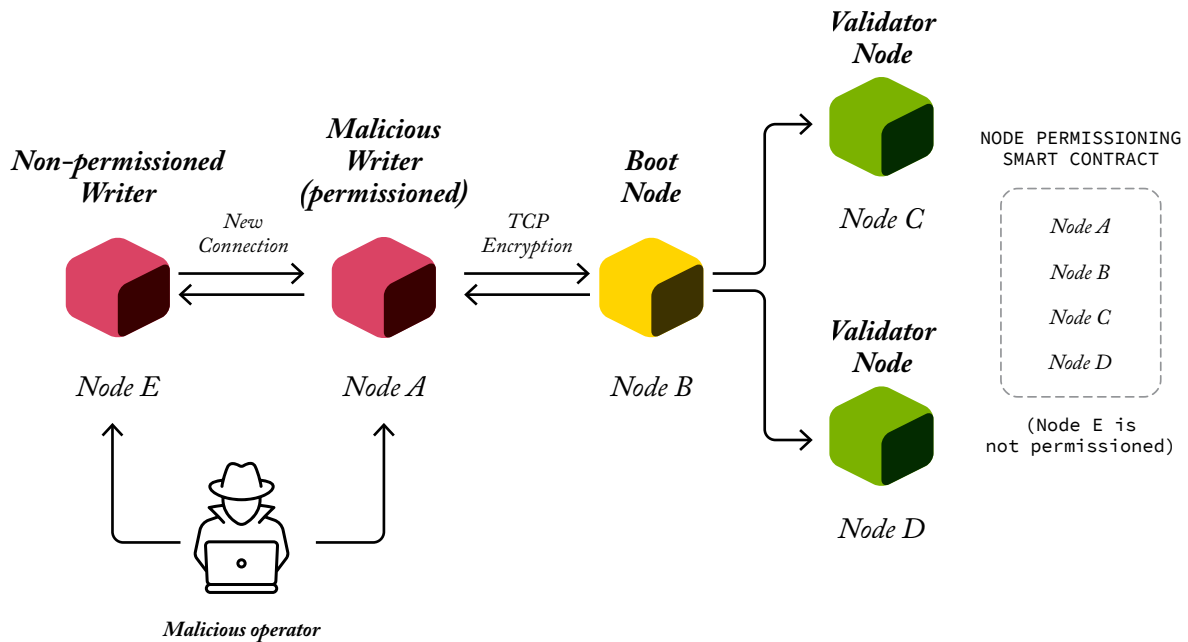 Validator
Node
Non-permissioned
Writer
Malicious
Writer
(permissioned)
Boot
Node
NODE PERMISSIONING
SMART CONTRACT
New
Connection
TCP
Encryption
Node C
Node A
Node B
Node C
Node D
Validator
Node
Node E
Node A
Node B
(Node E is
not permissioned)
Node D
Malicious operator